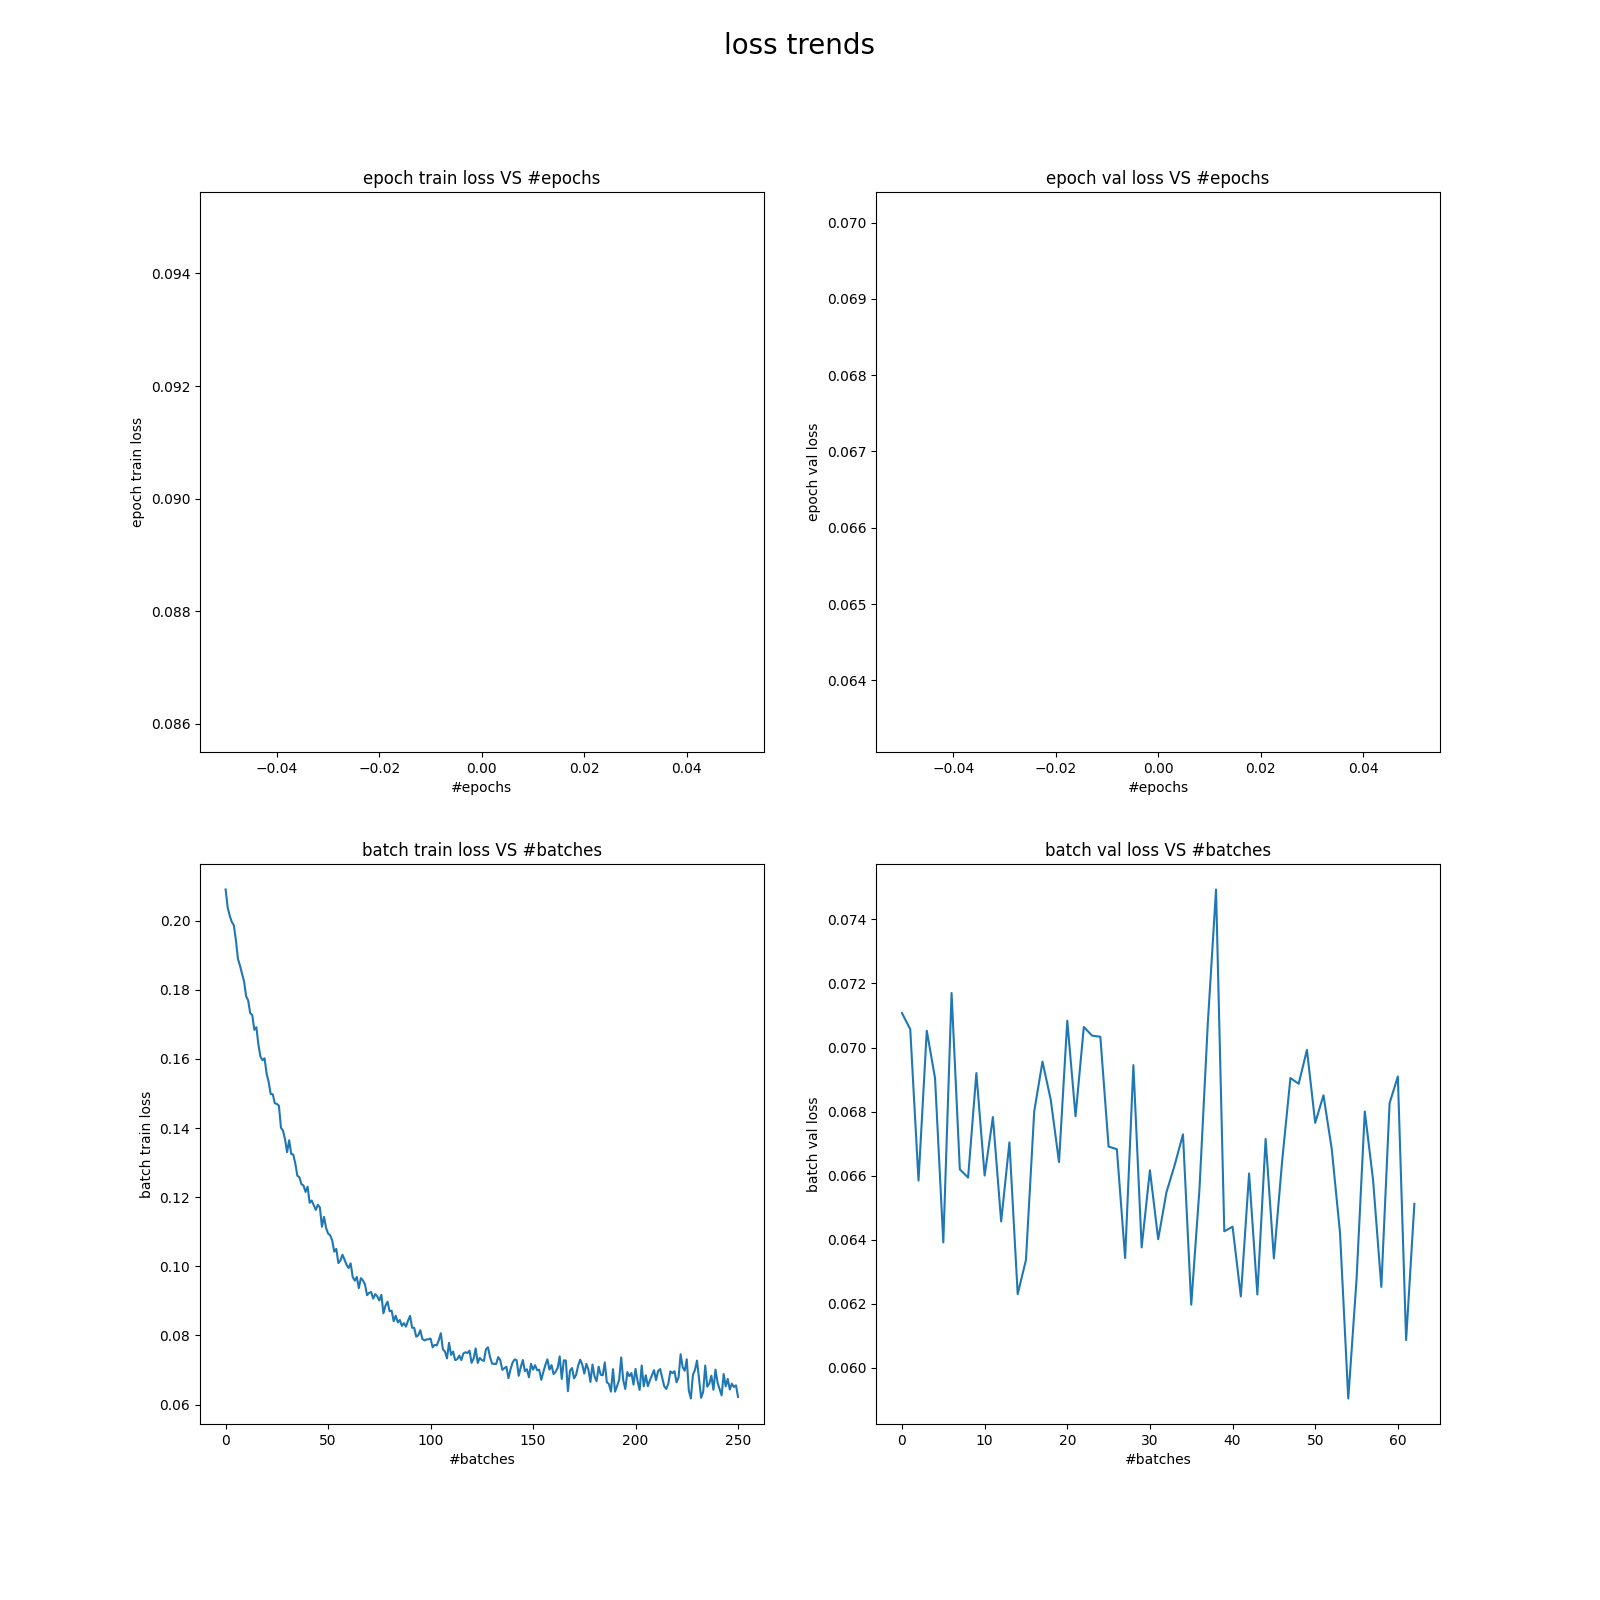 loss trends
epoch train loss VS #epochs
epoch train loss
0.094
0.092
0.090
0.088
0.086
−0.04 −0.02 0.00 0.02 0.04
#epochs
epoch val loss VS #epochs
epoch val loss
0.070
0.069
0.068
0.067
0.066
0.065
0.064
−0.04 −0.02 0.00 0.02 0.04
#epochs
batch train loss VS #batches
batch train loss
0.20
0.18
0.16
0.14
0.12
0.10
0.08
0.06
0 50 100 150 200 250
#batches
batch val loss VS #batches
batch val loss
0.074
0.072
0.070
0.068
0.066
0.064
0.062
0.060
0 10 20 30 40 50 60
#batches